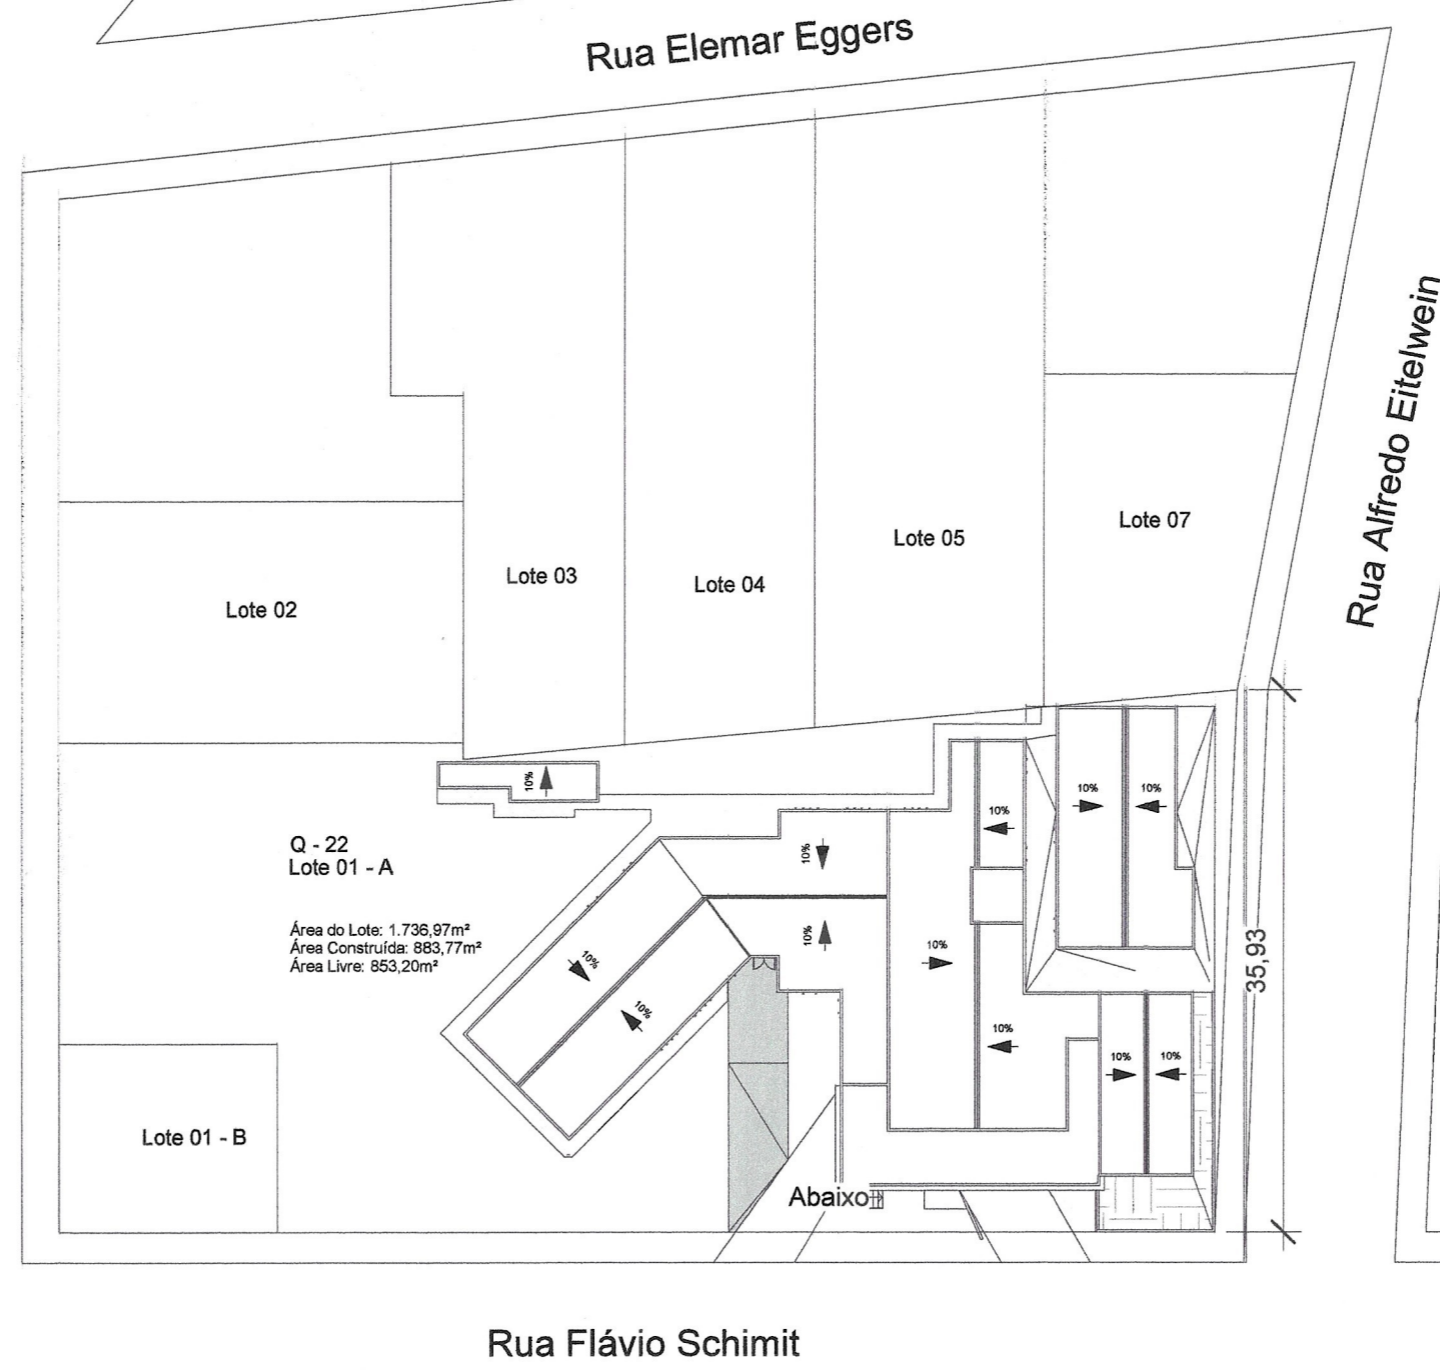 Rua Elemar Eggers
Rua Alfredo Eitelwein
Lote 07
Lote 05
Lote 03
Lote 04
Lote 02
10%
10%
10%
10%
Q - 22
Lote 01 - A
10%
Área do Lote: 1.736,97m²
Área Construída: 883,77m²
Área Livre: 853,20m²
10%
10%
10%
35,93
10%
10%
10%
10%
Lote 01 - B
Abaixo
Rua Flávio Schimit